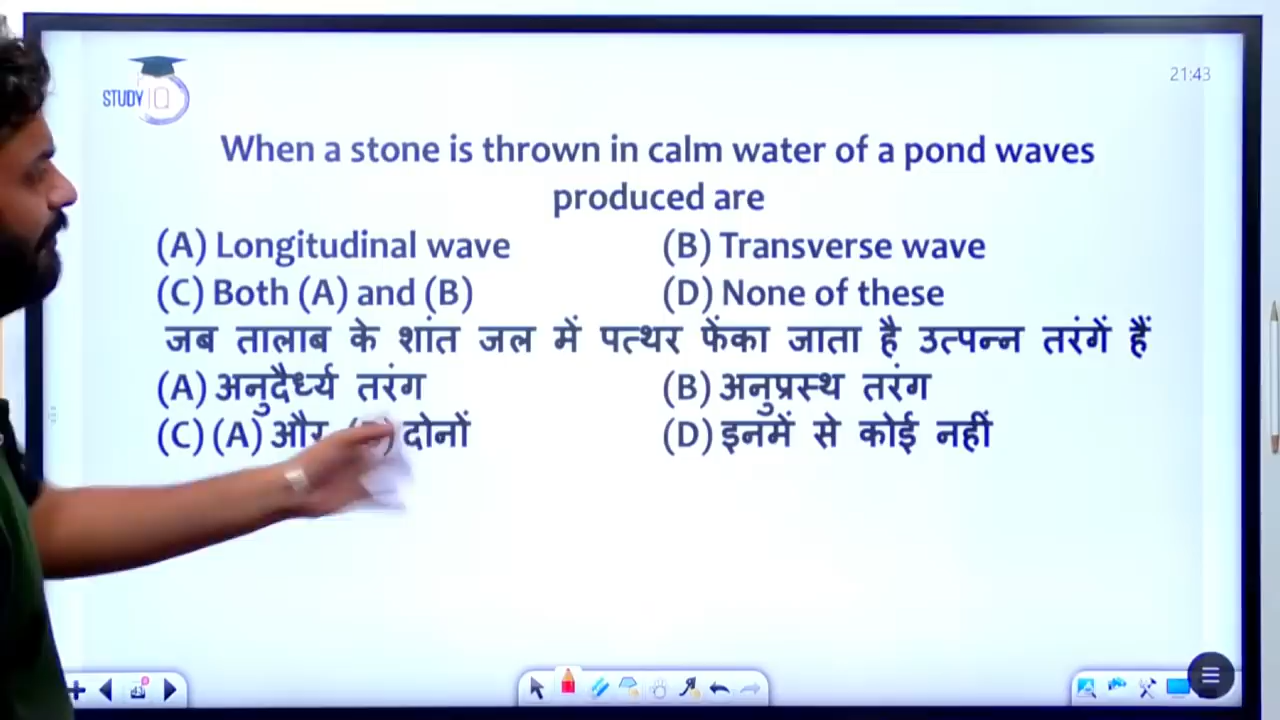 STUDY IQ
21:43
When a stone is thrown in calm water of a pond waves
produced are
(A) Longitudinal wave (B) Transverse wave
(C) Both (A) and (B) (D) None of these
जब तालाब के शांत जल में पत्थर फेंका जाता है उत्पन्न तरंगें हैं
(A) अनुदैर्ध्य तरंग (B) अनुप्रस्थ तरंग
(C) (A) और दोनों (D) इनमें से कोई नहीं